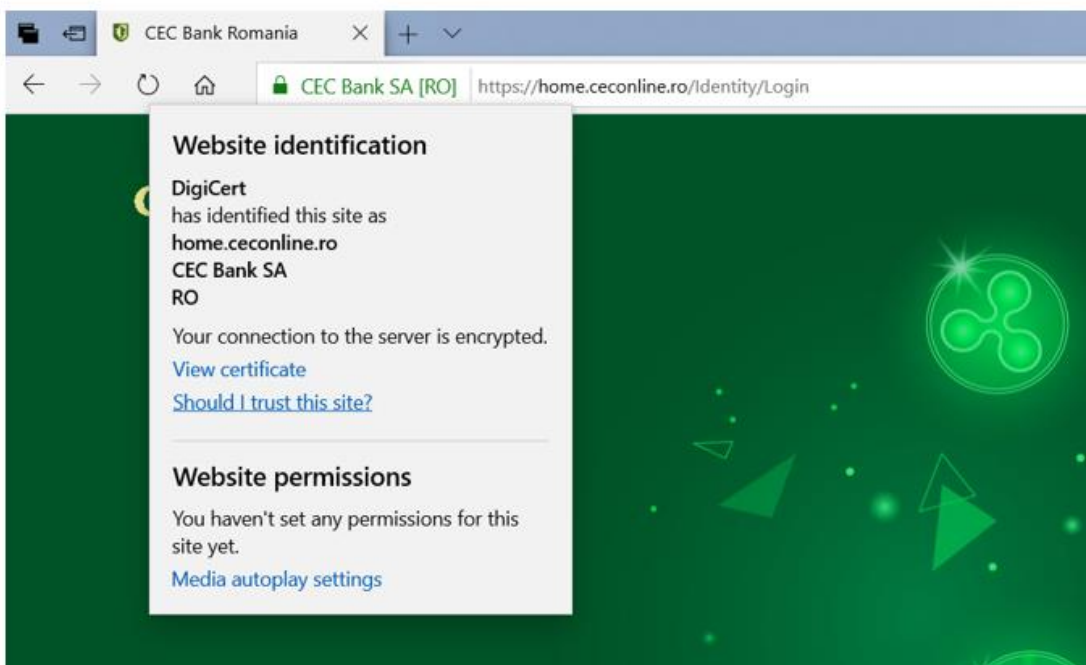 CEC Bank Romania
CEC Bank SA [RO] https://home.ceconline.ro/Identity/Login
Website identification
DigiCert
has identified this site as
home.ceconline.ro
CEC Bank SA
RO
Your connection to the server is encrypted.
View certificate
Should I trust this site?
Website permissions
You haven't set any permissions for this
site yet.
Media autoplay settings